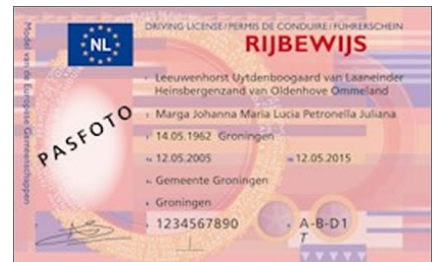 DRIVING LICENSE / PERMIS DE CONDUIRE / FÜHRERSCHEIN
RIJBEWIJS
NL
Model van de Europese Gemeenschappen
PASFOTO
Leeuwenhorst Uytdenboogaard van Laaneinder
Heinsbergenzand van Oldenhove Ommeland
Marga Johanna Maria Lucia Petronella Juliana
14.05.1962 Groningen
12.05.2005 12.05.2015
Gemeente Groningen
Groningen
1234567890 A-B-D1
T